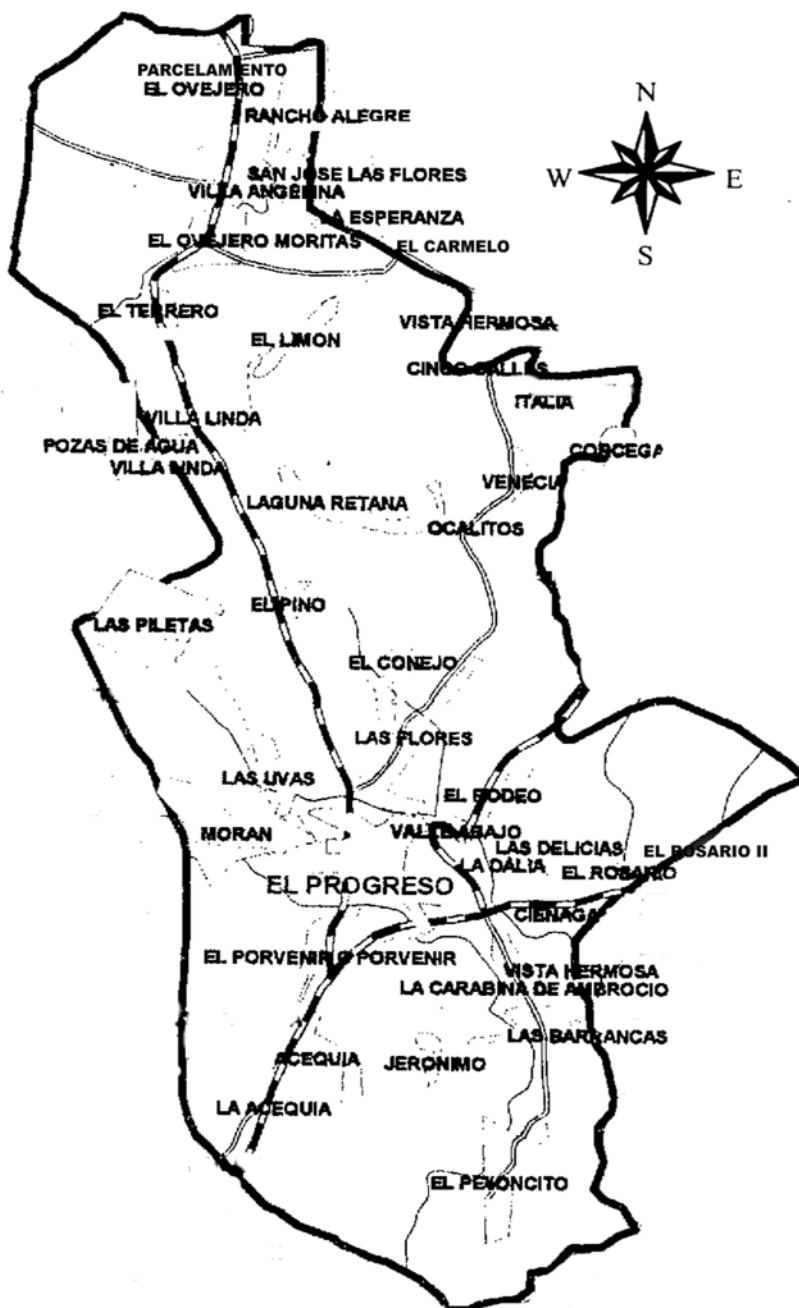 PARCELAMIENTO
EL OVEJERO
RANCHO ALEGRE
N
W
E
S
SAN JOSE LAS FLORES
VILLA ANGELINA
LA ESPERANZA
EL OVEJERO MORITAS
EL CARMELO
EL TERRERO
VISTA HERMOSA
EL LIMON
CINCO CALLES
ITALIA
VILLA LINDA
POZAS DE AGUA
CORCEGA
VILLA LINDA
VENECIA
LAGUNA RETANA
OCALITOS
EL PINO
LAS PILETAS
EL CONEJO
LAS FLORES
LAS UVAS
EL RODEO
MORAN
VALLE ABAJO
LAS DELICIAS
EL ROSARIO II
LA DALIA
EL ROSARIO
EL PROGRESO
CIENAGA
EL PORVENIR O PORVENIR
VISTA HERMOSA
LA CARABINA DE AMBROCIO
LAS BARRANCAS
ACEQUIA
JERONIMO
LA ACEQUIA
EL PEÑONCITO